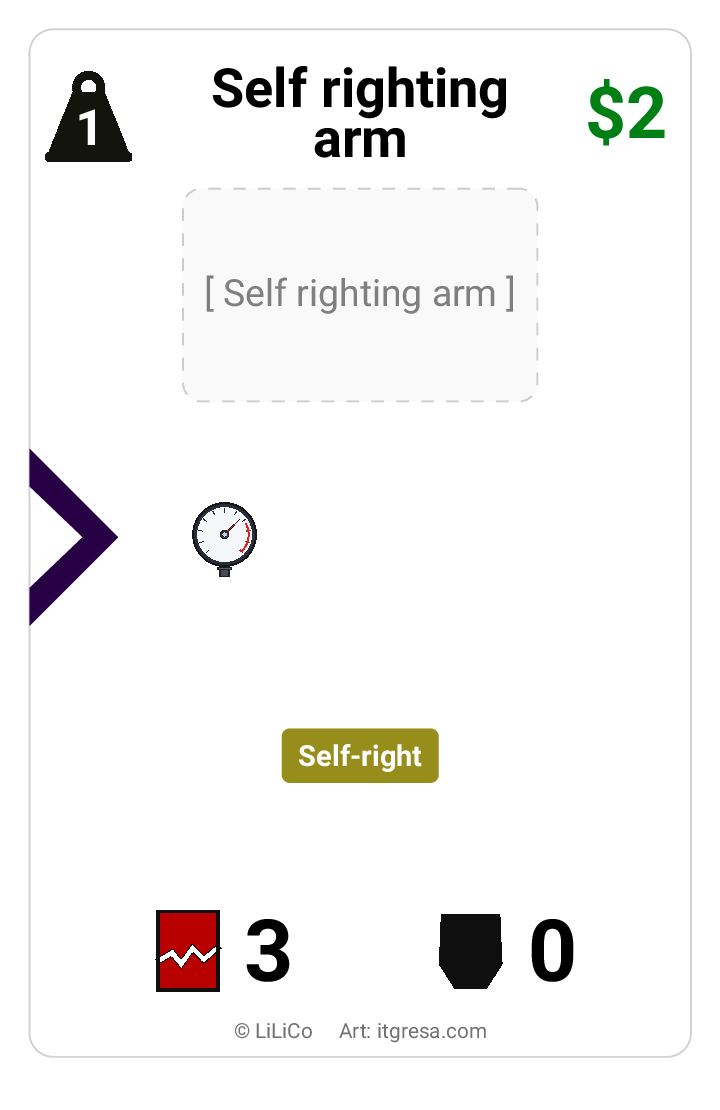 1
Self righting
arm
$2
[ Self righting arm ]
Self-right
3
0
© LiLiCo Art: itgresa.com